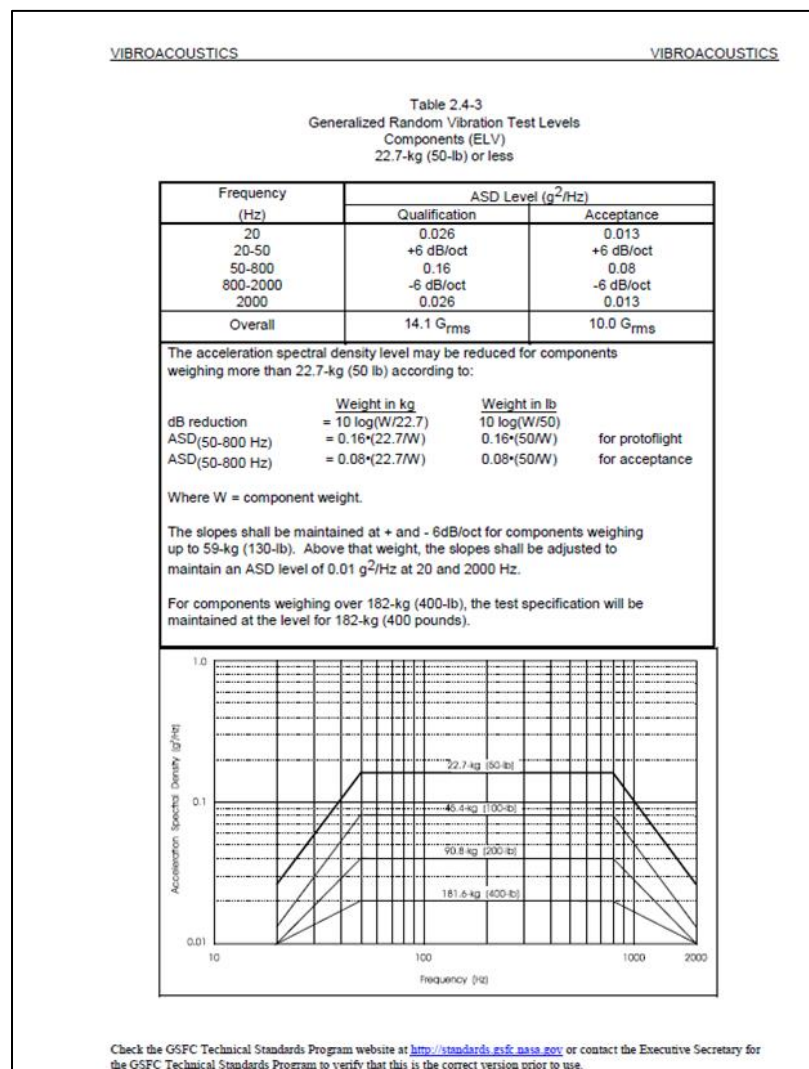 VIBROACOUSTICS VIBROACOUSTICS
Table 2.4-3
Generalized Random Vibration Test Levels
Components (ELV)
22.7-kg (50-lb) or less
Frequency ASD Level (g²/Hz)
(Hz) Qualification Acceptance
20 0.026 0.013
20-50 +6 dB/oct +6 dB/oct
50-800 0.16 0.08
800-2000 -6 dB/oct -6 dB/oct
2000 0.026 0.013
Overall 14.1 Grms 10.0 Grms
The acceleration spectral density level may be reduced for components
weighing more than 22.7-kg (50 lb) according to:
Weight in kg Weight in lb
dB reduction = 10 log(W/22.7) 10 log(W/50)
ASD(50-800 Hz) = 0.16•(22.7/W) 0.16•(50/W) for protoflight
ASD(50-800 Hz) = 0.08•(22.7/W) 0.08•(50/W) for acceptance
Where W = component weight.
The slopes shall be maintained at + and - 6dB/oct for components weighing
up to 59-kg (130-lb). Above that weight, the slopes shall be adjusted to
maintain an ASD level of 0.01 g²/Hz at 20 and 2000 Hz.
For components weighing over 182-kg (400-lb), the test specification will be
maintained at the level for 182-kg (400 pounds).
Acceleration Spectral Density (g²/Hz)
1.0
22.7-kg (50-lb)
0.1
45.4-kg (100-lb)
90.8-kg (200-lb)
181.6-kg (400-lb)
0.01
10 100 1000 2000
Frequency (Hz)
Check the GSFC Technical Standards Program website at http://standards.gsfc.nasa.gov or contact the Executive Secretary for
the GSFC Technical Standards Program to verify that this is the correct version prior to use.